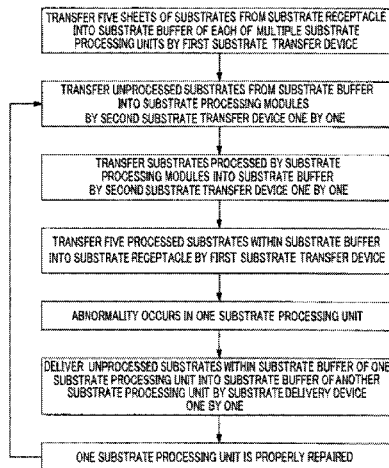 TRANSFER FIVE SHEETS OF SUBSTRATES FROM SUBSTRATE RECEPTACLE
INTO SUBSTRATE BUFFER OF EACH OF MULTIPLE SUBSTRATE
PROCESSING UNITS BY FIRST SUBSTRATE TRANSFER DEVICE
TRANSFER UNPROCESSED SUBSTRATES FROM SUBSTRATE BUFFER
INTO SUBSTRATE PROCESSING MODULES
BY SECOND SUBSTRATE TRANSFER DEVICE ONE BY ONE
TRANSFER SUBSTRATES PROCESSED BY SUBSTRATE
PROCESSING MODULES INTO SUBSTRATE BUFFER
BY SECOND SUBSTRATE TRANSFER DEVICE ONE BY ONE
TRANSFER FIVE PROCESSED SUBSTRATES WITHIN SUBSTRATE BUFFER
INTO SUBSTRATE RECEPTACLE BY FIRST SUBSTRATE TRANSFER DEVICE
ABNORMALITY OCCURS IN ONE SUBSTRATE PROCESSING UNIT
DELIVER UNPROCESSED SUBSTRATES WITHIN SUBSTRATE BUFFER OF ONE
SUBSTRATE PROCESSING UNIT INTO SUBSTRATE BUFFER OF ANOTHER
SUBSTRATE PROCESSING UNIT BY SUBSTRATE DELIVERY DEVICE
ONE BY ONE
ONE SUBSTRATE PROCESSING UNIT IS PROPERLY REPAIRED